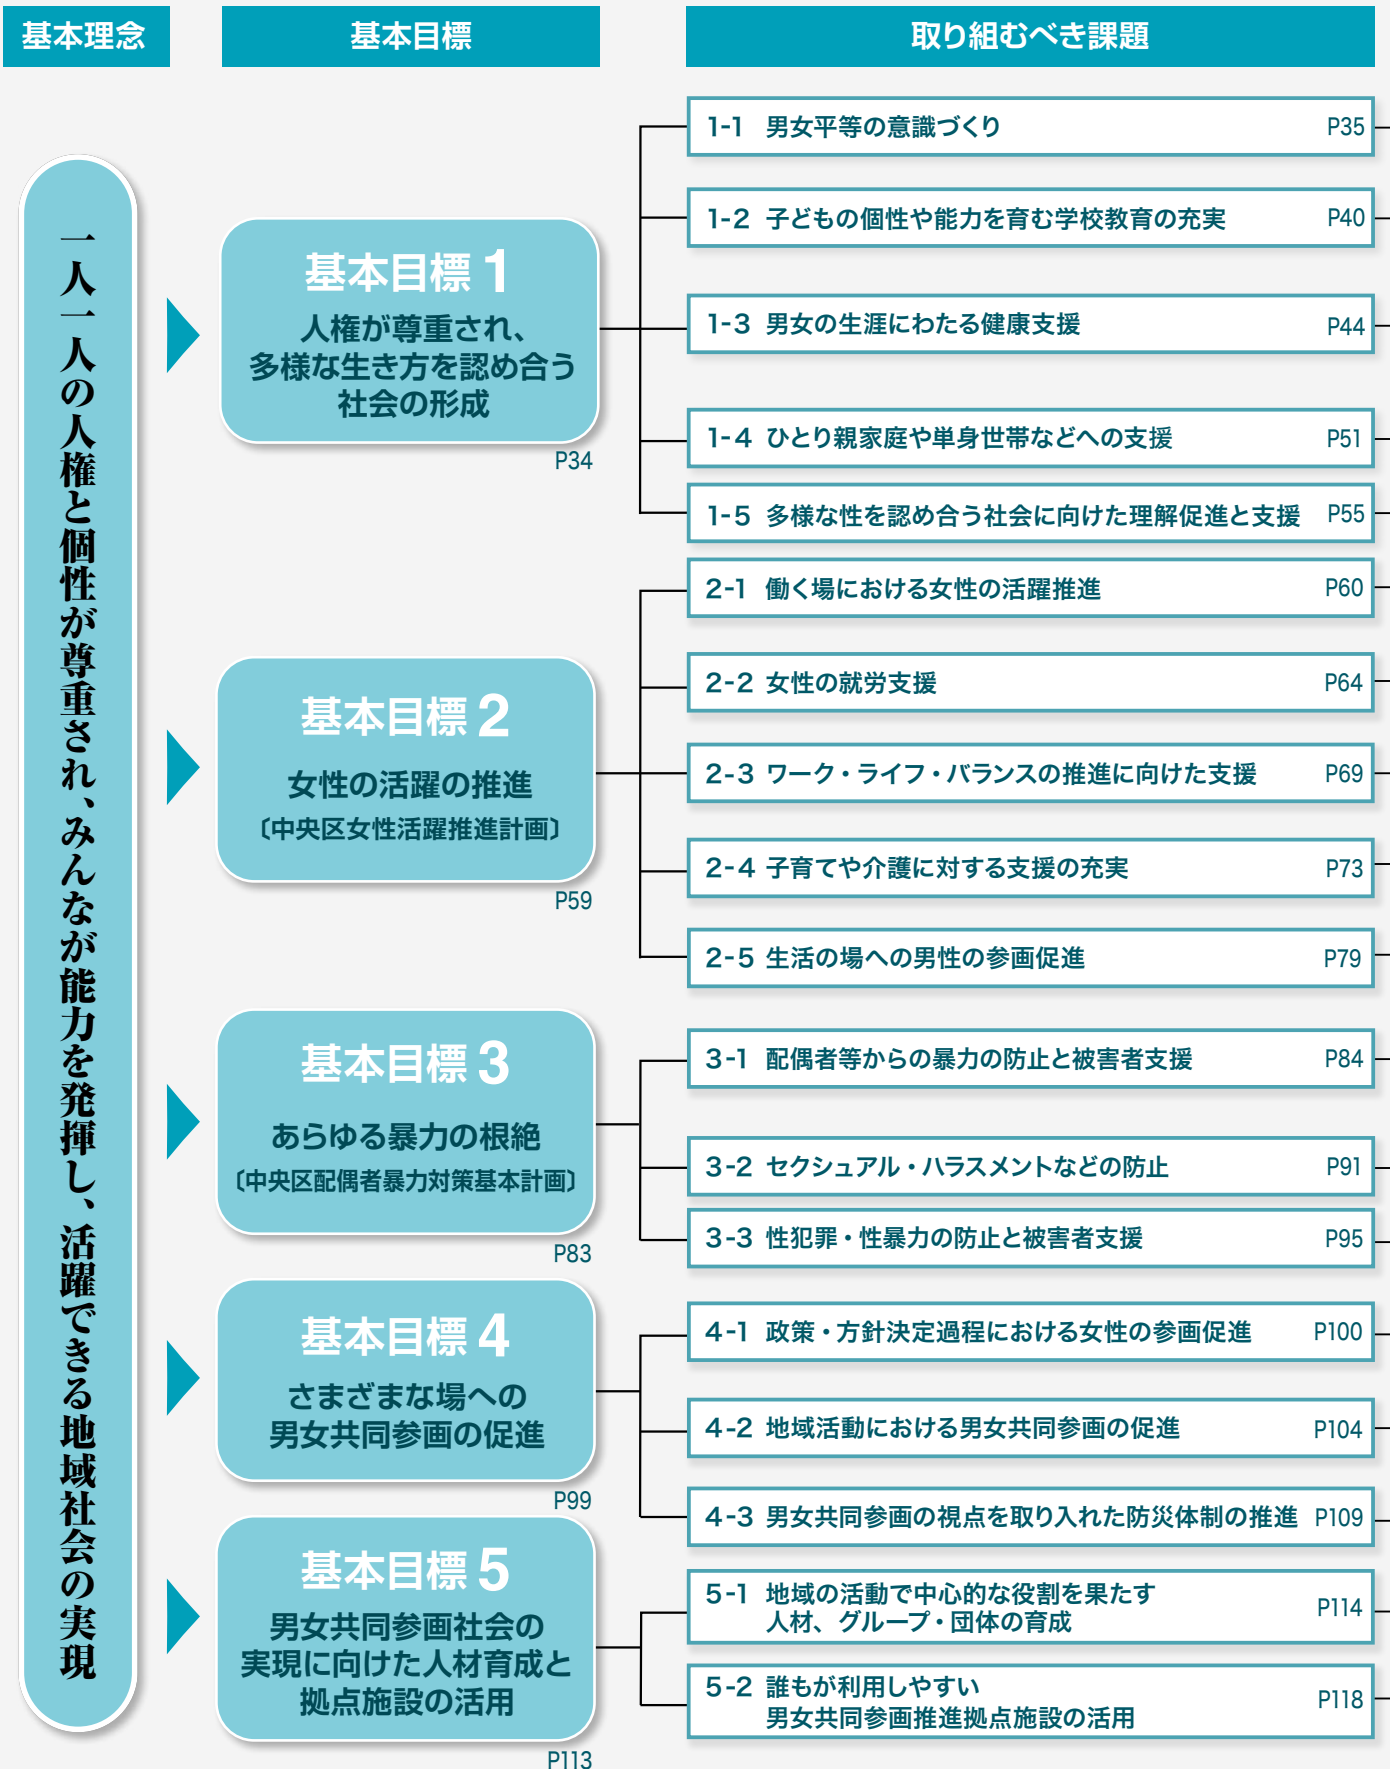 基本理念
基本目標
取り組むべき課題
一人一人の人権と個性が尊重され、みんなが能力を発揮し、活躍できる地域社会の実現
基本目標 1
人権が尊重され、
多様な生き方を認め合う
社会の形成
P34
1-1 男女平等の意識づくり P35
1-2 子どもの個性や能力を育む学校教育の充実 P40
1-3 男女の生涯にわたる健康支援 P44
1-4 ひとり親家庭や単身世帯などへの支援 P51
1-5 多様な性を認め合う社会に向けた理解促進と支援 P55
基本目標 2
女性の活躍の推進
〔中央区女性活躍推進計画〕
P59
2-1 働く場における女性の活躍推進 P60
2-2 女性の就労支援 P64
2-3 ワーク・ライフ・バランスの推進に向けた支援 P69
2-4 子育てや介護に対する支援の充実 P73
2-5 生活の場への男性の参画促進 P79
基本目標 3
あらゆる暴力の根絶
〔中央区配偶者暴力対策基本計画〕
P83
3-1 配偶者等からの暴力の防止と被害者支援 P84
3-2 セクシュアル・ハラスメントなどの防止 P91
3-3 性犯罪・性暴力の防止と被害者支援 P95
基本目標 4
さまざまな場への
男女共同参画の促進
P99
4-1 政策・方針決定過程における女性の参画促進 P100
4-2 地域活動における男女共同参画の促進 P104
4-3 男女共同参画の視点を取り入れた防災体制の推進 P109
基本目標 5
男女共同参画社会の
実現に向けた人材育成と
拠点施設の活用
P113
5-1 地域の活動で中心的な役割を果たす
人材、グループ・団体の育成 P114
5-2 誰もが利用しやすい
男女共同参画推進拠点施設の活用 P118